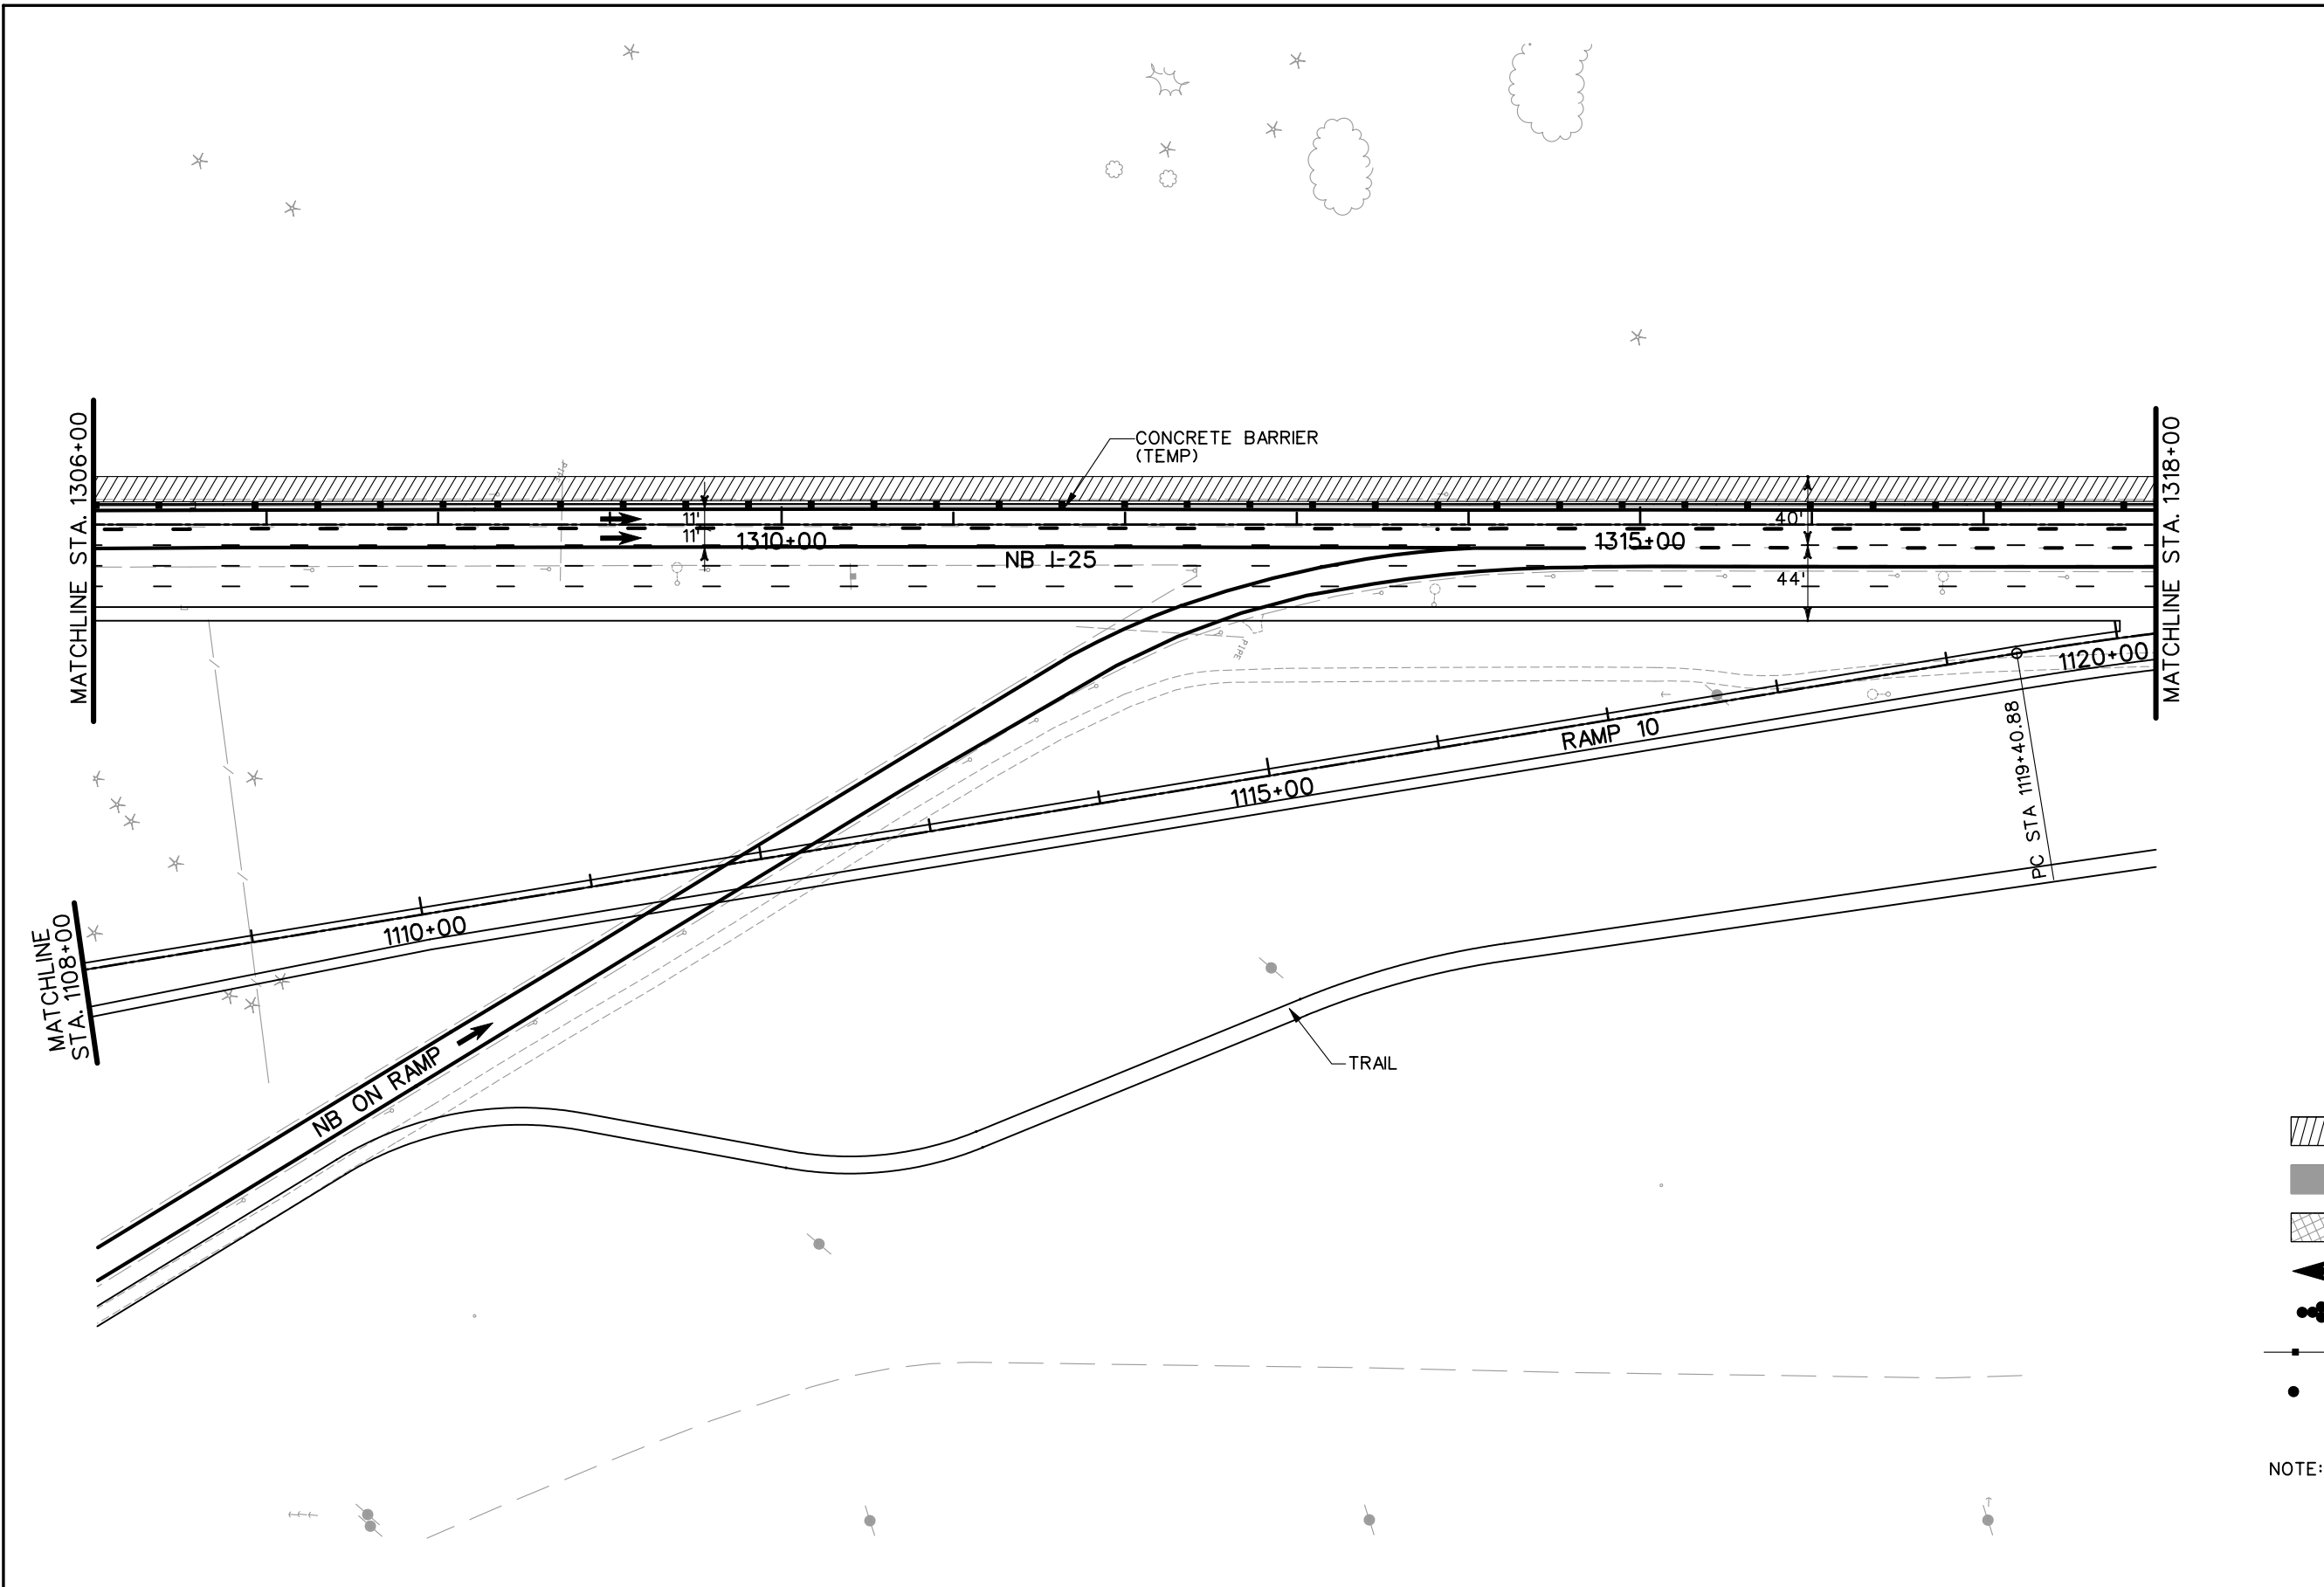 CONCRETE BARRIER
(TEMP)
MATCHLINE STA. 1306+00
MATCHLINE STA. 1318+00
PIPE
11'
11'
1310+00
NB I-25
1315+00
40'
44'
PIPE
1120+00
RAMP 10
PC STA 1119+40.88
1115+00
1110+00
MATCHLINE
STA. 1108+00
NB ON RAMP
TRAIL
NOTE: